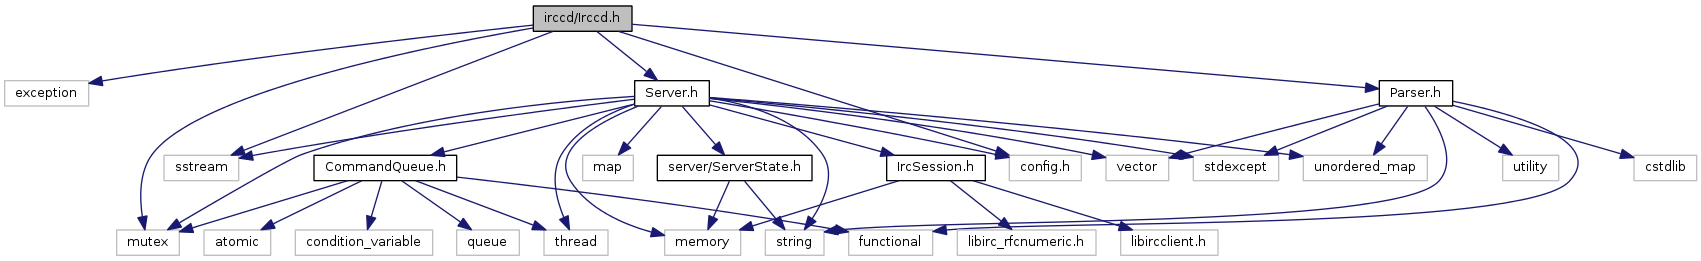 irccd/Irccd.h
exception
Server.h
Parser.h
sstream
CommandQueue.h
map
server/ServerState.h
IrcSession.h
config.h
vector
stdexcept
unordered_map
utility
cstdlib
mutex
atomic
condition_variable
queue
thread
memory
string
functional
libirc_rfcnumeric.h
libircclient.h